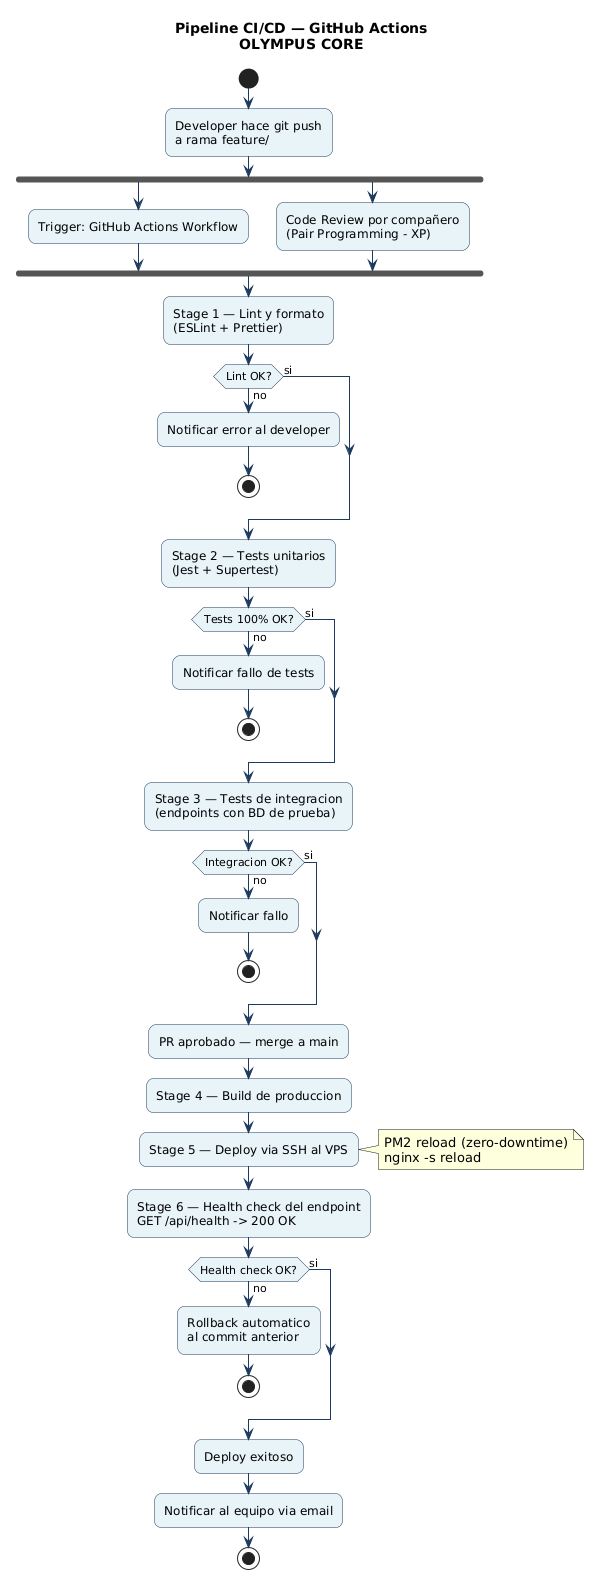 Pipeline CI/CD — GitHub Actions
OLYMPUS CORE
Developer hace git push
a rama feature/
Trigger: GitHub Actions Workflow
Code Review por compañero
(Pair Programming - XP)
Stage 1 — Lint y formato
(ESLint + Prettier)
Lint OK?
si
no
Notificar error al developer
Stage 2 — Tests unitarios
(Jest + Supertest)
Tests 100% OK?
si
no
Notificar fallo de tests
Stage 3 — Tests de integracion
(endpoints con BD de prueba)
Integracion OK?
si
no
Notificar fallo
PR aprobado — merge a main
Stage 4 — Build de produccion
Stage 5 — Deploy via SSH al VPS
PM2 reload (zero-downtime)
nginx -s reload
Stage 6 — Health check del endpoint
GET /api/health -> 200 OK
Health check OK?
si
no
Rollback automatico
al commit anterior
Deploy exitoso
Notificar al equipo via email